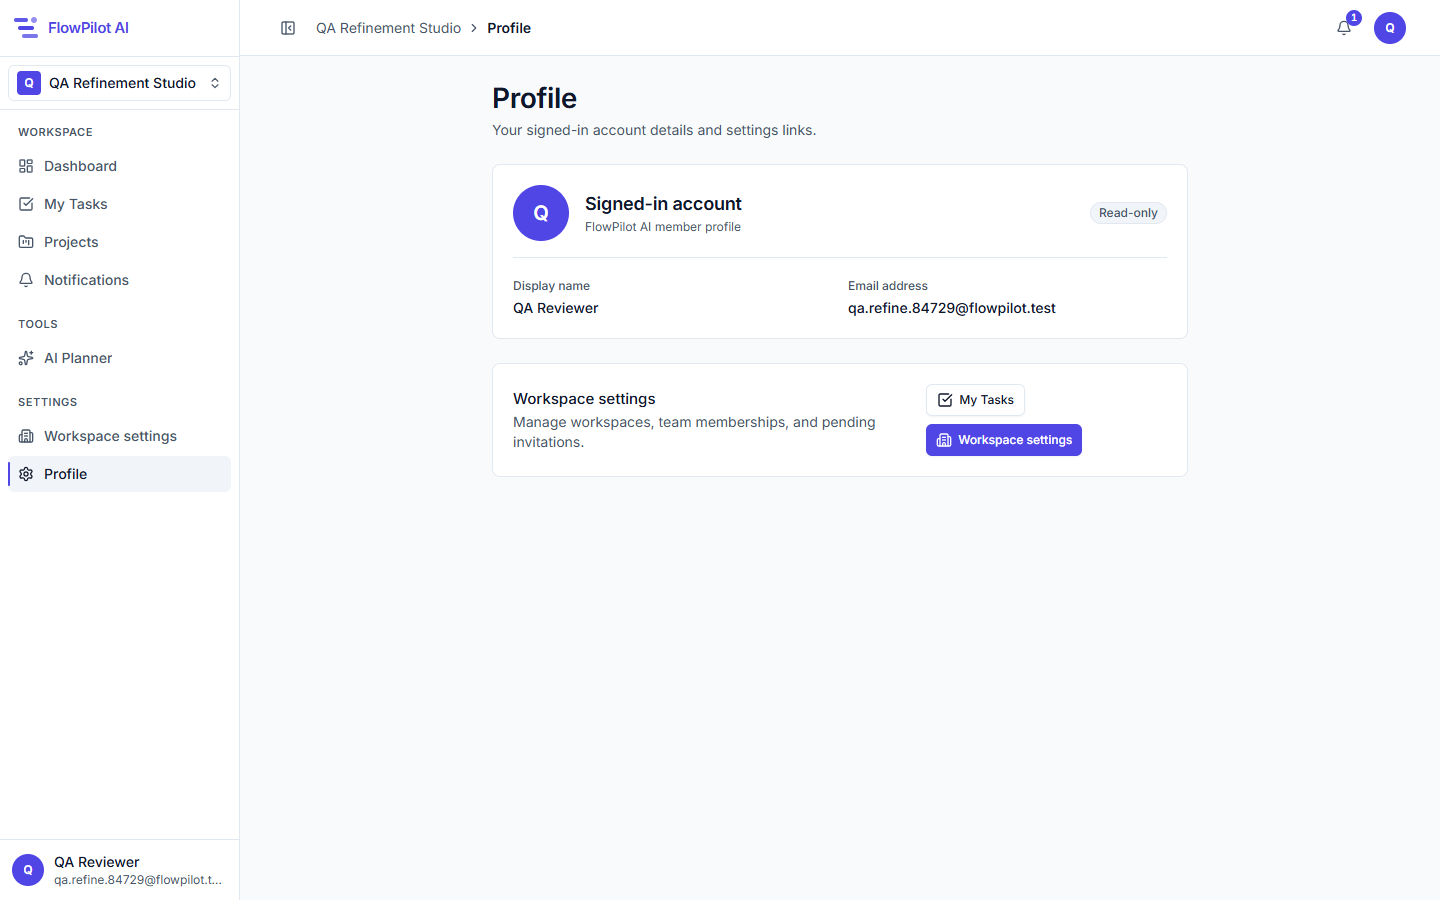 FlowPilot AI
QA Refinement Studio
Profile
1
Q
Q
QA Refinement Studio
WORKSPACE
Dashboard
My Tasks
Projects
Notifications
TOOLS
AI Planner
SETTINGS
Workspace settings
Profile
Q
QA Reviewer
qa.refine.84729@flowpilot.t...
Profile
Your signed-in account details and settings links.
Q
Signed-in account
FlowPilot AI member profile
Read-only
Display name
QA Reviewer
Email address
qa.refine.84729@flowpilot.test
Workspace settings
Manage workspaces, team memberships, and pending
invitations.
My Tasks
Workspace settings